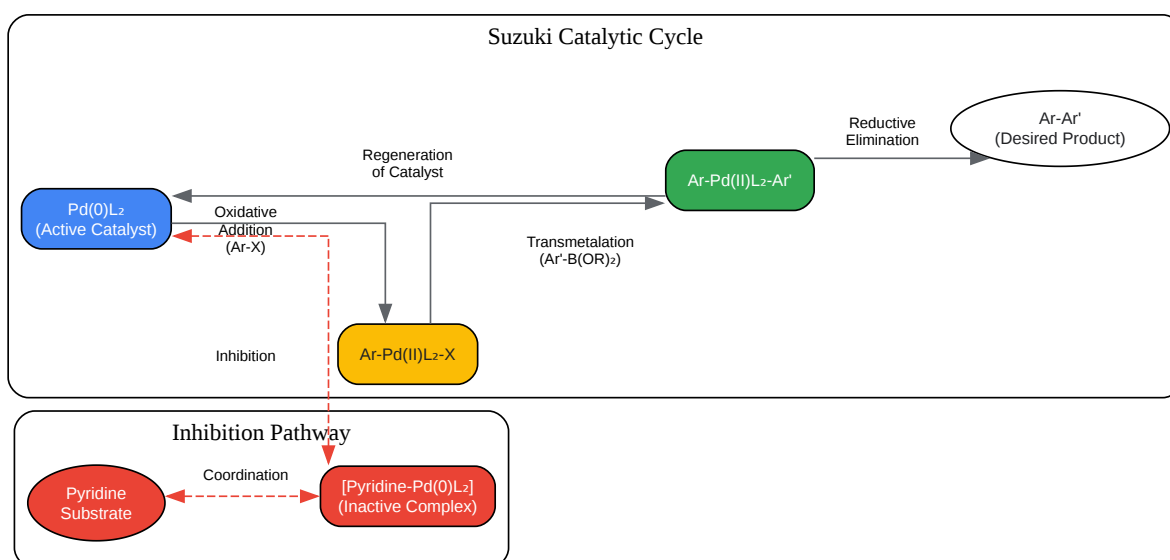 Suzuki Catalytic Cycle
Ar-Ar'
(Desired Product)
Reductive
Elimination
Regeneration
of Catalyst
Ar-Pd(II)L₂-Ar'
Pd(0)L₂
(Active Catalyst)
Oxidative
Addition
(Ar-X)
Transmetalation
(Ar'-B(OR)₂)
Inhibition
Ar-Pd(II)L₂-X
Inhibition Pathway
Coordination
Pyridine
Substrate
[Pyridine-Pd(0)L₂]
(Inactive Complex)